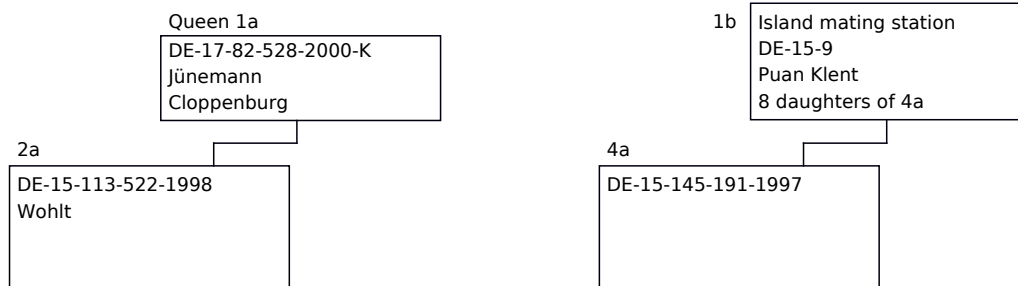 Queen 1a
DE-17-82-528-2000-K
Jünemann
Cloppenburg
1b
Island mating station
DE-15-9
Puan Klent
8 daughters of 4a
2a
DE-15-113-522-1998
Wohlt
4a
DE-15-145-191-1997